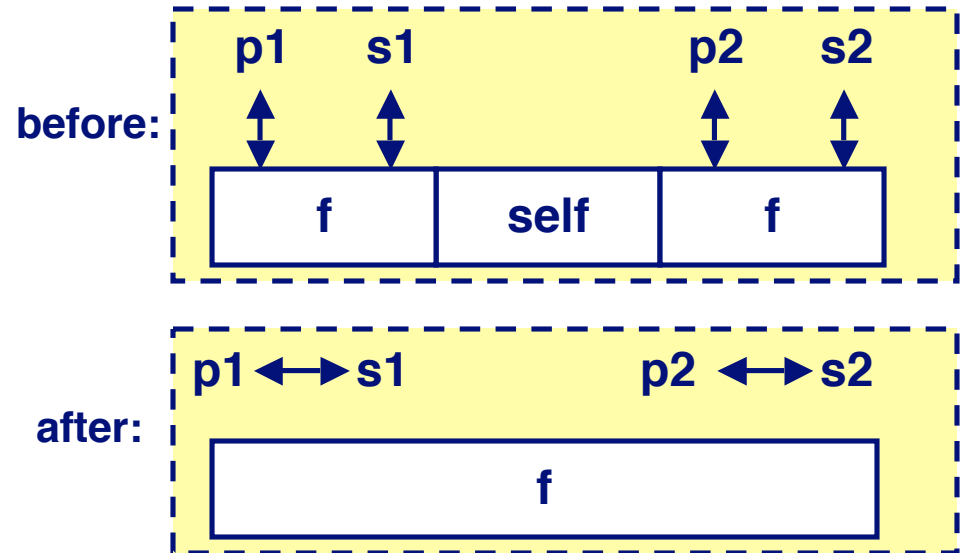 p1 s1 p2 s2
before:
f self f
p1 s1 p2 s2
after:
f